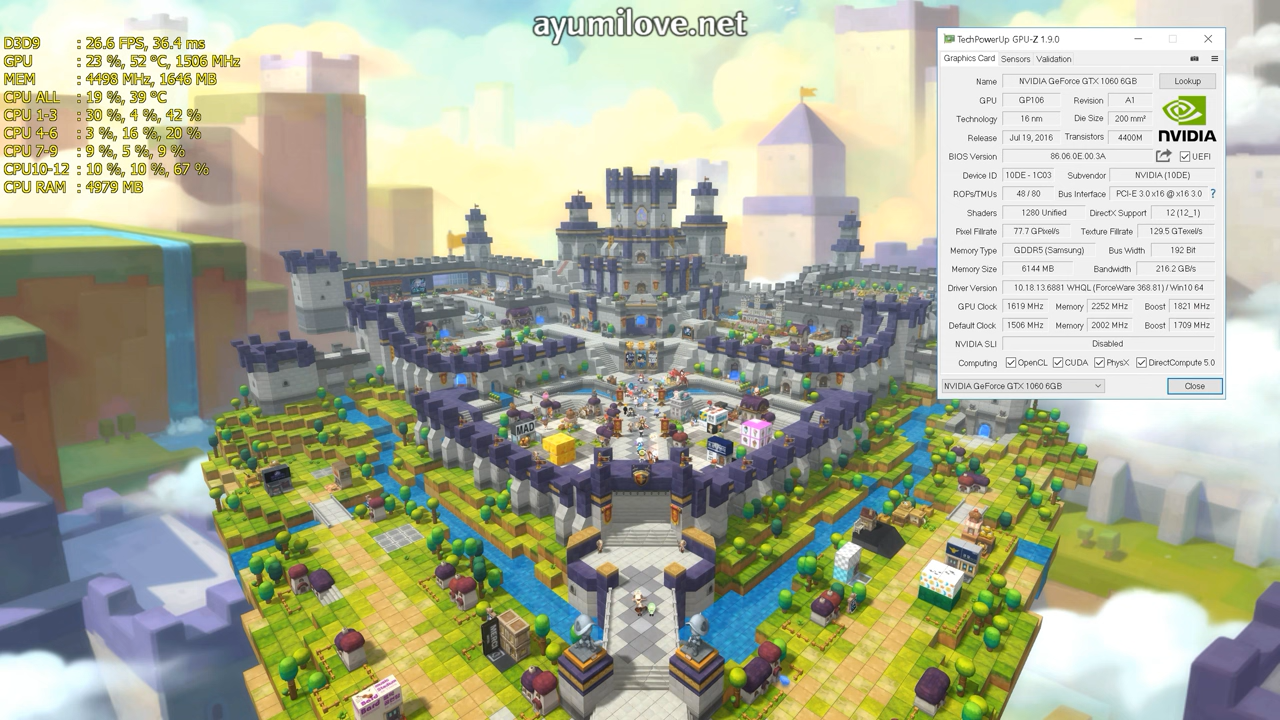 ayumilove.net
D3D9 : 26.6 FPS, 36.4 ms
GPU : 23 %, 52 °C, 1506 MHz
MEM : 4498 MHz, 1646 MB
CPU ALL : 19 %, 39 °C
CPU 1-3 : 30 %, 4 %, 42 %
CPU 4-6 : 3 %, 16 %, 20 %
CPU 7-9 : 9 %, 5 %, 9 %
CPU10-12 : 10 %, 10 %, 67 %
CPU RAM : 4979 MB
TechPowerUp GPU-Z 1.9.0
Graphics Card Sensors Validation
Name NVIDIA GeForce GTX 1060 6GB Lookup
GPU GP106 Revision A1
Technology 16 nm Die Size 200 mm²
Release Jul 19, 2016 Transistors 4400M
NVIDIA
BIOS Version 86.06.0E.00.3A UEFI
Device ID 10DE - 1C03 Subvendor NVIDIA (10DE)
ROPs/TMUs 48 / 80 Bus Interface PCI-E 3.0 x16 @ x16 3.0 ?
Shaders 1280 Unified DirectX Support 12 (12_1)
Pixel Fillrate 77.7 GPixel/s Texture Fillrate 129.5 GTexel/s
Memory Type GDDR5 (Samsung) Bus Width 192 Bit
Memory Size 6144 MB Bandwidth 216.2 GB/s
Driver Version 10.18.13.6881 WHQL (ForceWare 368.81) / Win10 64
GPU Clock 1619 MHz Memory 2252 MHz Boost 1821 MHz
Default Clock 1506 MHz Memory 2002 MHz Boost 1709 MHz
NVIDIA SLI Disabled
Computing OpenCL CUDA PhysX DirectCompute 5.0
NVIDIA GeForce GTX 1060 6GB Close
MAD